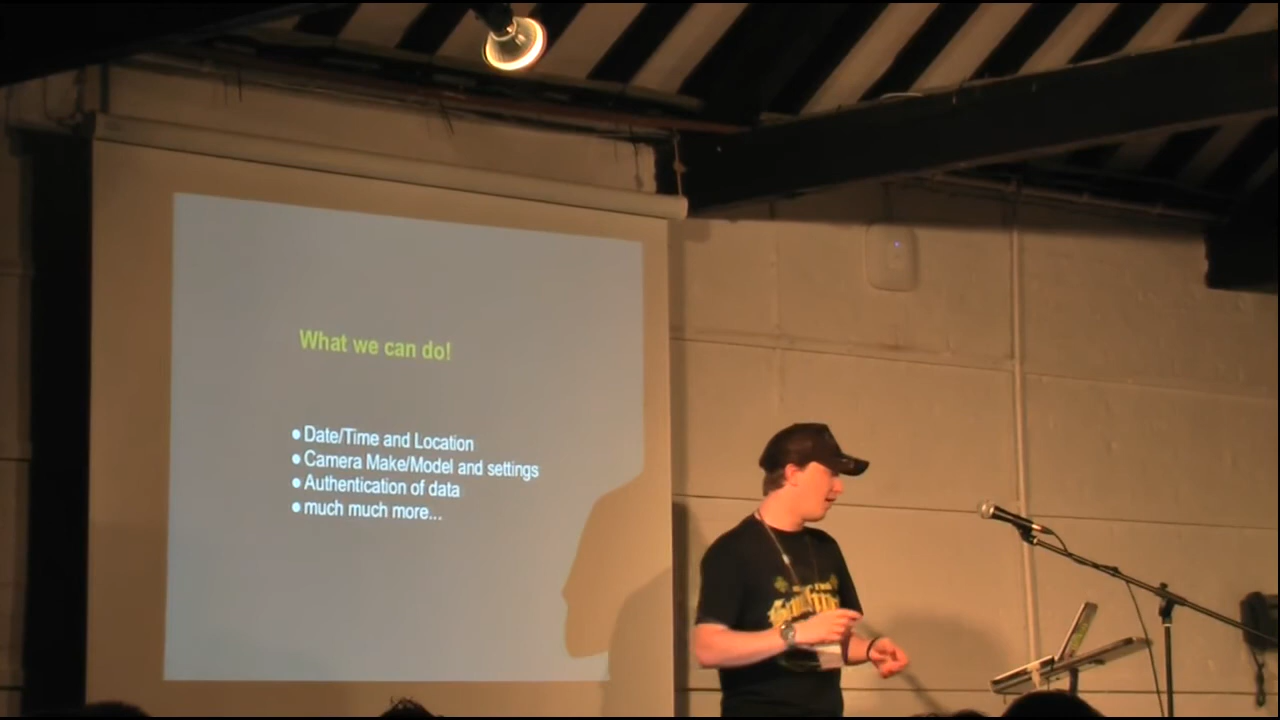 What we can do!
● Date/Time and Location
● Camera Make/Model and settings
● Authentication of data
● much much more...